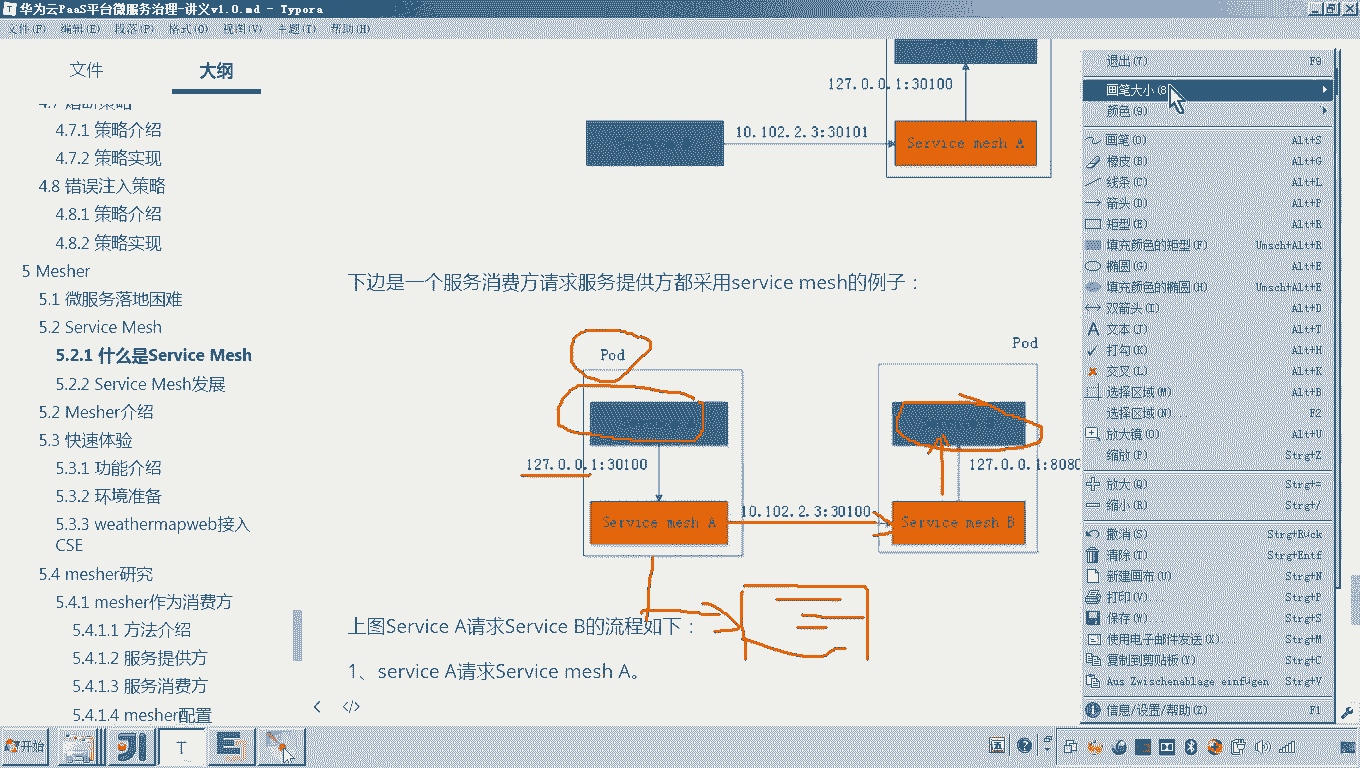 华为云PaaS平台微服务治理-讲义v1.0.md - Typora
文件(F) 编辑(E) 段落(P) 格式(O) 视图(V) 主题(T) 帮助(H)
文件 大纲
4.7 熔断策略
4.7.1 策略介绍
4.7.2 策略实现
4.8 错误注入策略
4.8.1 策略介绍
4.8.2 策略实现
5 Mesher
5.1 微服务落地困难
5.2 Service Mesh
5.2.1 什么是Service Mesh
5.2.2 Service Mesh发展
5.2 Mesher介绍
5.3 快速体验
5.3.1 功能介绍
5.3.2 环境准备
5.3.3 weathermapweb接入
CSE
5.4 mesher研究
5.4.1 mesher作为消费方
5.4.1.1 方法介绍
5.4.1.2 服务提供方
5.4.1.3 服务消费方
5.4.1.4 mesher配置
127.0.0.1:30100
10.102.2.3:30101
Service mesh A
下边是一个服务消费方请求服务提供方都采用service mesh的例子：
Pod
Pod
127.0.0.1:30100
127.0.0.1:8080
Service mesh A
10.102.2.3:30100
Service mesh B
上图Service A请求Service B的流程如下：
1、service A请求Service mesh A。
退出(T) F9
画笔大小(8)
颜色(9)
画笔(O) Alt+S
橡皮(B) Alt+G
线条(C) Alt+L
箭头(D) Alt+P
矩型(E) Alt+R
填充颜色的矩型(F) Umsch+Alt+R
椭圆(G) Alt+E
填充颜色的椭圆(H) Umsch+Alt+E
双箭头(I) Alt+D
文本(J)
打勾(K)
交叉(L)
选择区域(M) Alt+B
选择区域(N) F2
放大镜(O) Alt+U
缩放(P) Strg+Z
放大(Q) Strg+=
缩小(R)
撤消(S)
新建画布(U) Strg+N
打印(V) Strg+P
保存(W) Strg+S
使用电子邮件发送(X) Strg+M
复制到剪贴板(Y) Strg+C
Aus Zwischenablage einfügen Strg+V
信息/设置/帮助(Z) F1
开始